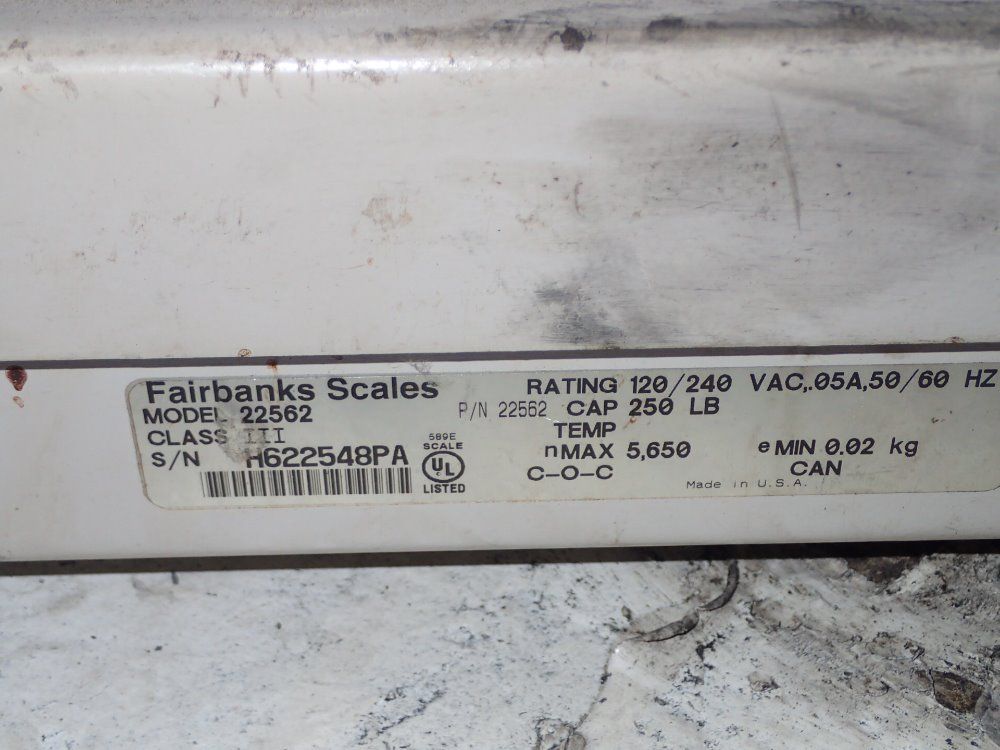 Fairbanks Scales
RATING 120/240 VAC,.05A,50/60 HZ
MODEL 22562
P/N 22562 CAP 250 LB
CLASS III
TEMP
S/N H622548PA
589E
SCALE
UL
LISTED
nMAX 5,650
eMIN 0.02 kg
C-O-C
CAN
Made in U.S.A.